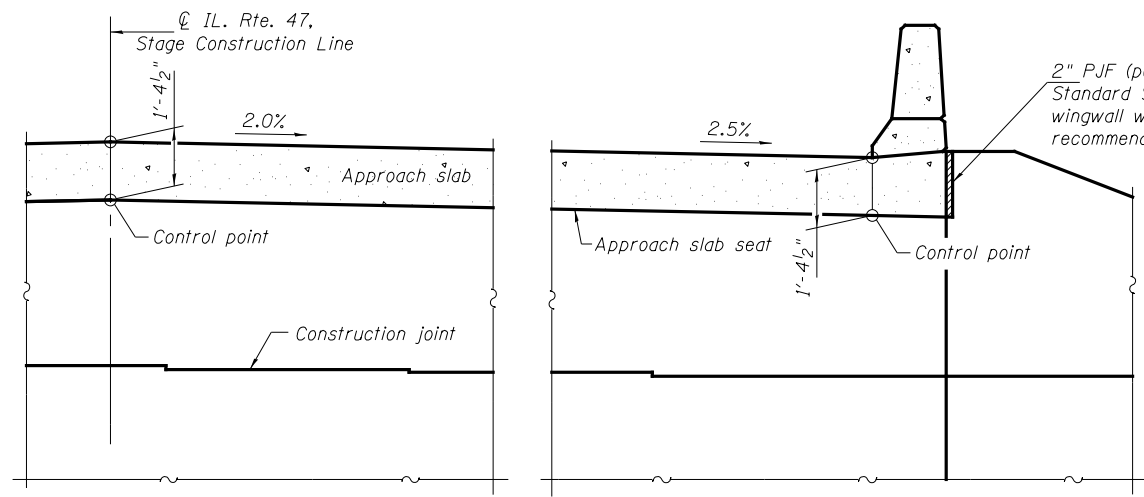 ℄ IL. Rte. 47,
Stage Construction Line
1'-4½"
2.0%
Approach slab
Control point
Construction joint
2.5%
2" PJF
Standard
wingwall
Approach slab seat
1'-4½"
Control point